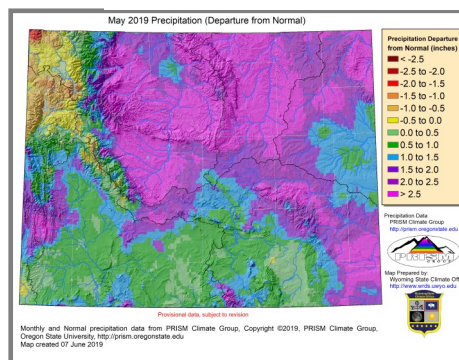 May 2019 Precipitation (Departure from Normal)
Precipitation Departure
from Normal (inches)
< -2.5
-2.5 to -2.0
-2.0 to -1.5
-1.5 to -1.0
-1.0 to -0.5
-0.5 to 0.0
0.0 to 0.5
0.5 to 1.0
1.0 to 1.5
1.5 to 2.0
2.0 to 2.5
> 2.5
Precipitation Data
PRISM Climate Group
http://prism.oregonstate.edu
PRISM
GROUP
Map Prepared by:
Wyoming State Climate Off
http://www.wrds.uwyo.edu
Provisional data, subject to revision
Monthly and Normal precipitation data from PRISM Climate Group, Copyright ©2019, PRISM Climate Group,
Oregon State University, http://prism.oregonstate.edu
Map created 07 June 2019